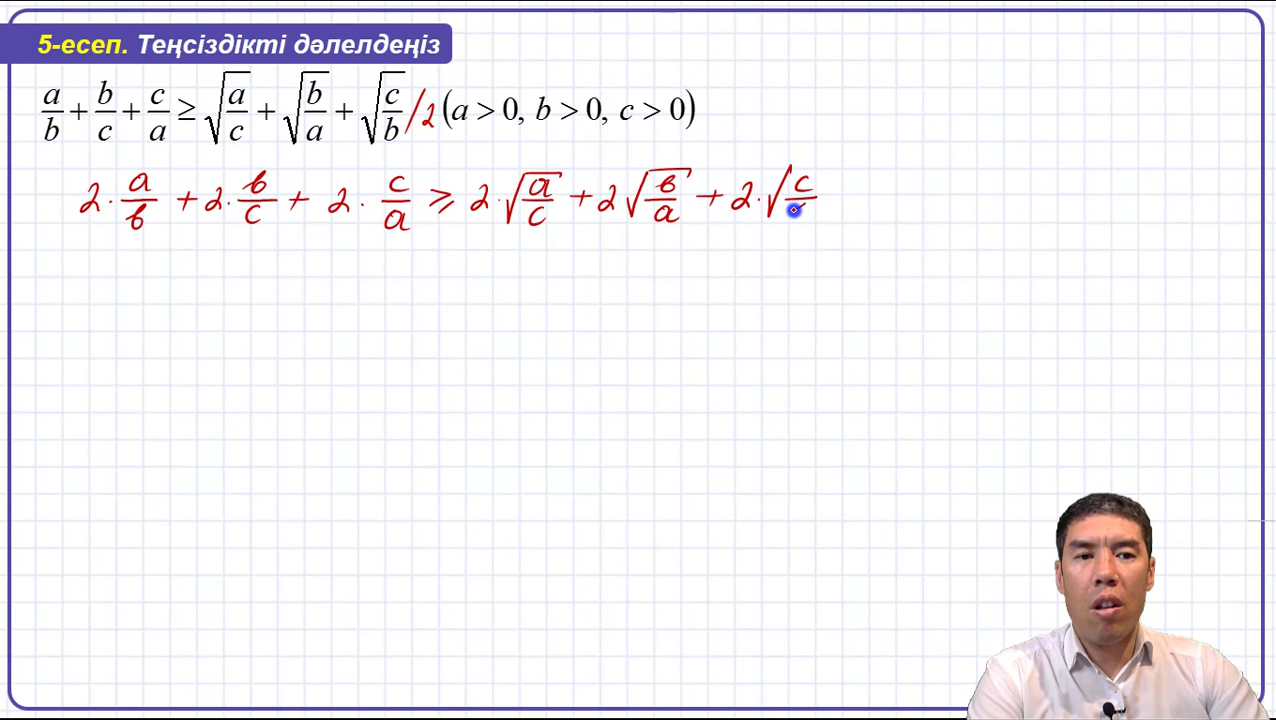 5-есеп. Теңсіздікті дәлелдеңіз
a/b + b/c + c/a ≥ √(a/c) + √(b/a) + √(c/b) /2 (a > 0, b > 0, c > 0)
2 · a/в + 2 · в/c + 2 · c/a ≥ 2 · √(a/c) + 2√(в/a) + 2 · √(c/